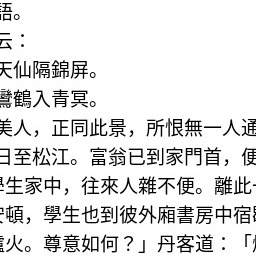 語。
云：
天仙隔錦屏。
鸞鶴入青冥。
美人，正同此景，所恨無一人通
日至松江。富翁已到家門首，便
學生家中，往來人雜不便。離此
安頓，學生也到彼外廂書房中宿
爐火。尊意如何？」丹客道：「